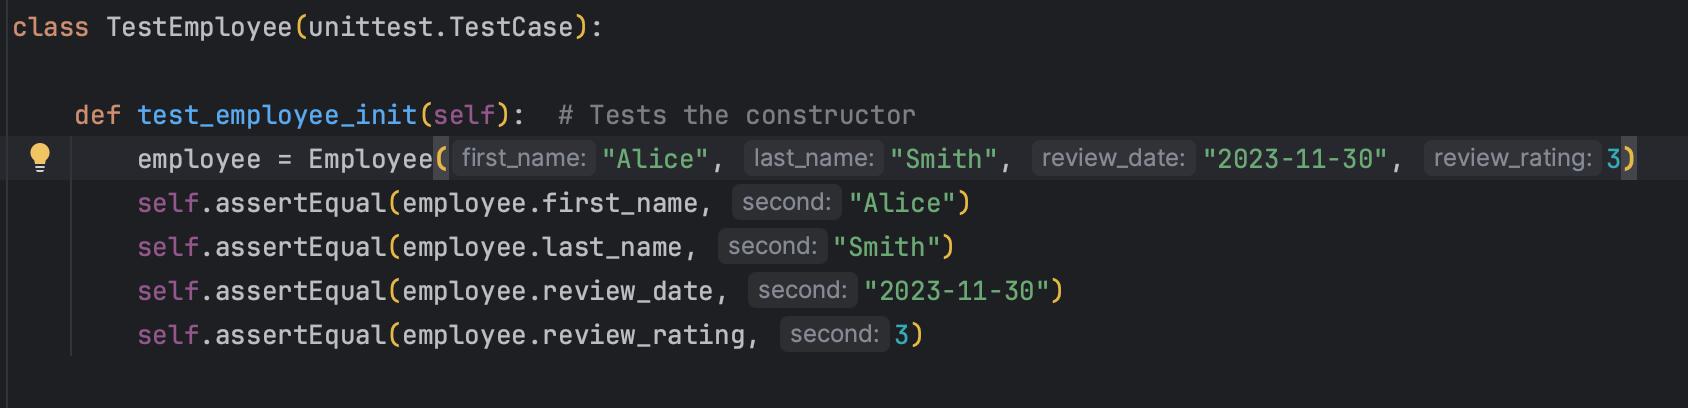 class TestEmployee(unittest.TestCase):
def test_employee_init(self):  # Tests the constructor
employee = Employee( first_name: "Alice", last_name: "Smith", review_date: "2023-11-30", review_rating: 3)
self.assertEqual(employee.first_name, second: "Alice")
self.assertEqual(employee.last_name, second: "Smith")
self.assertEqual(employee.review_date, second: "2023-11-30")
self.assertEqual(employee.review_rating, second: 3)